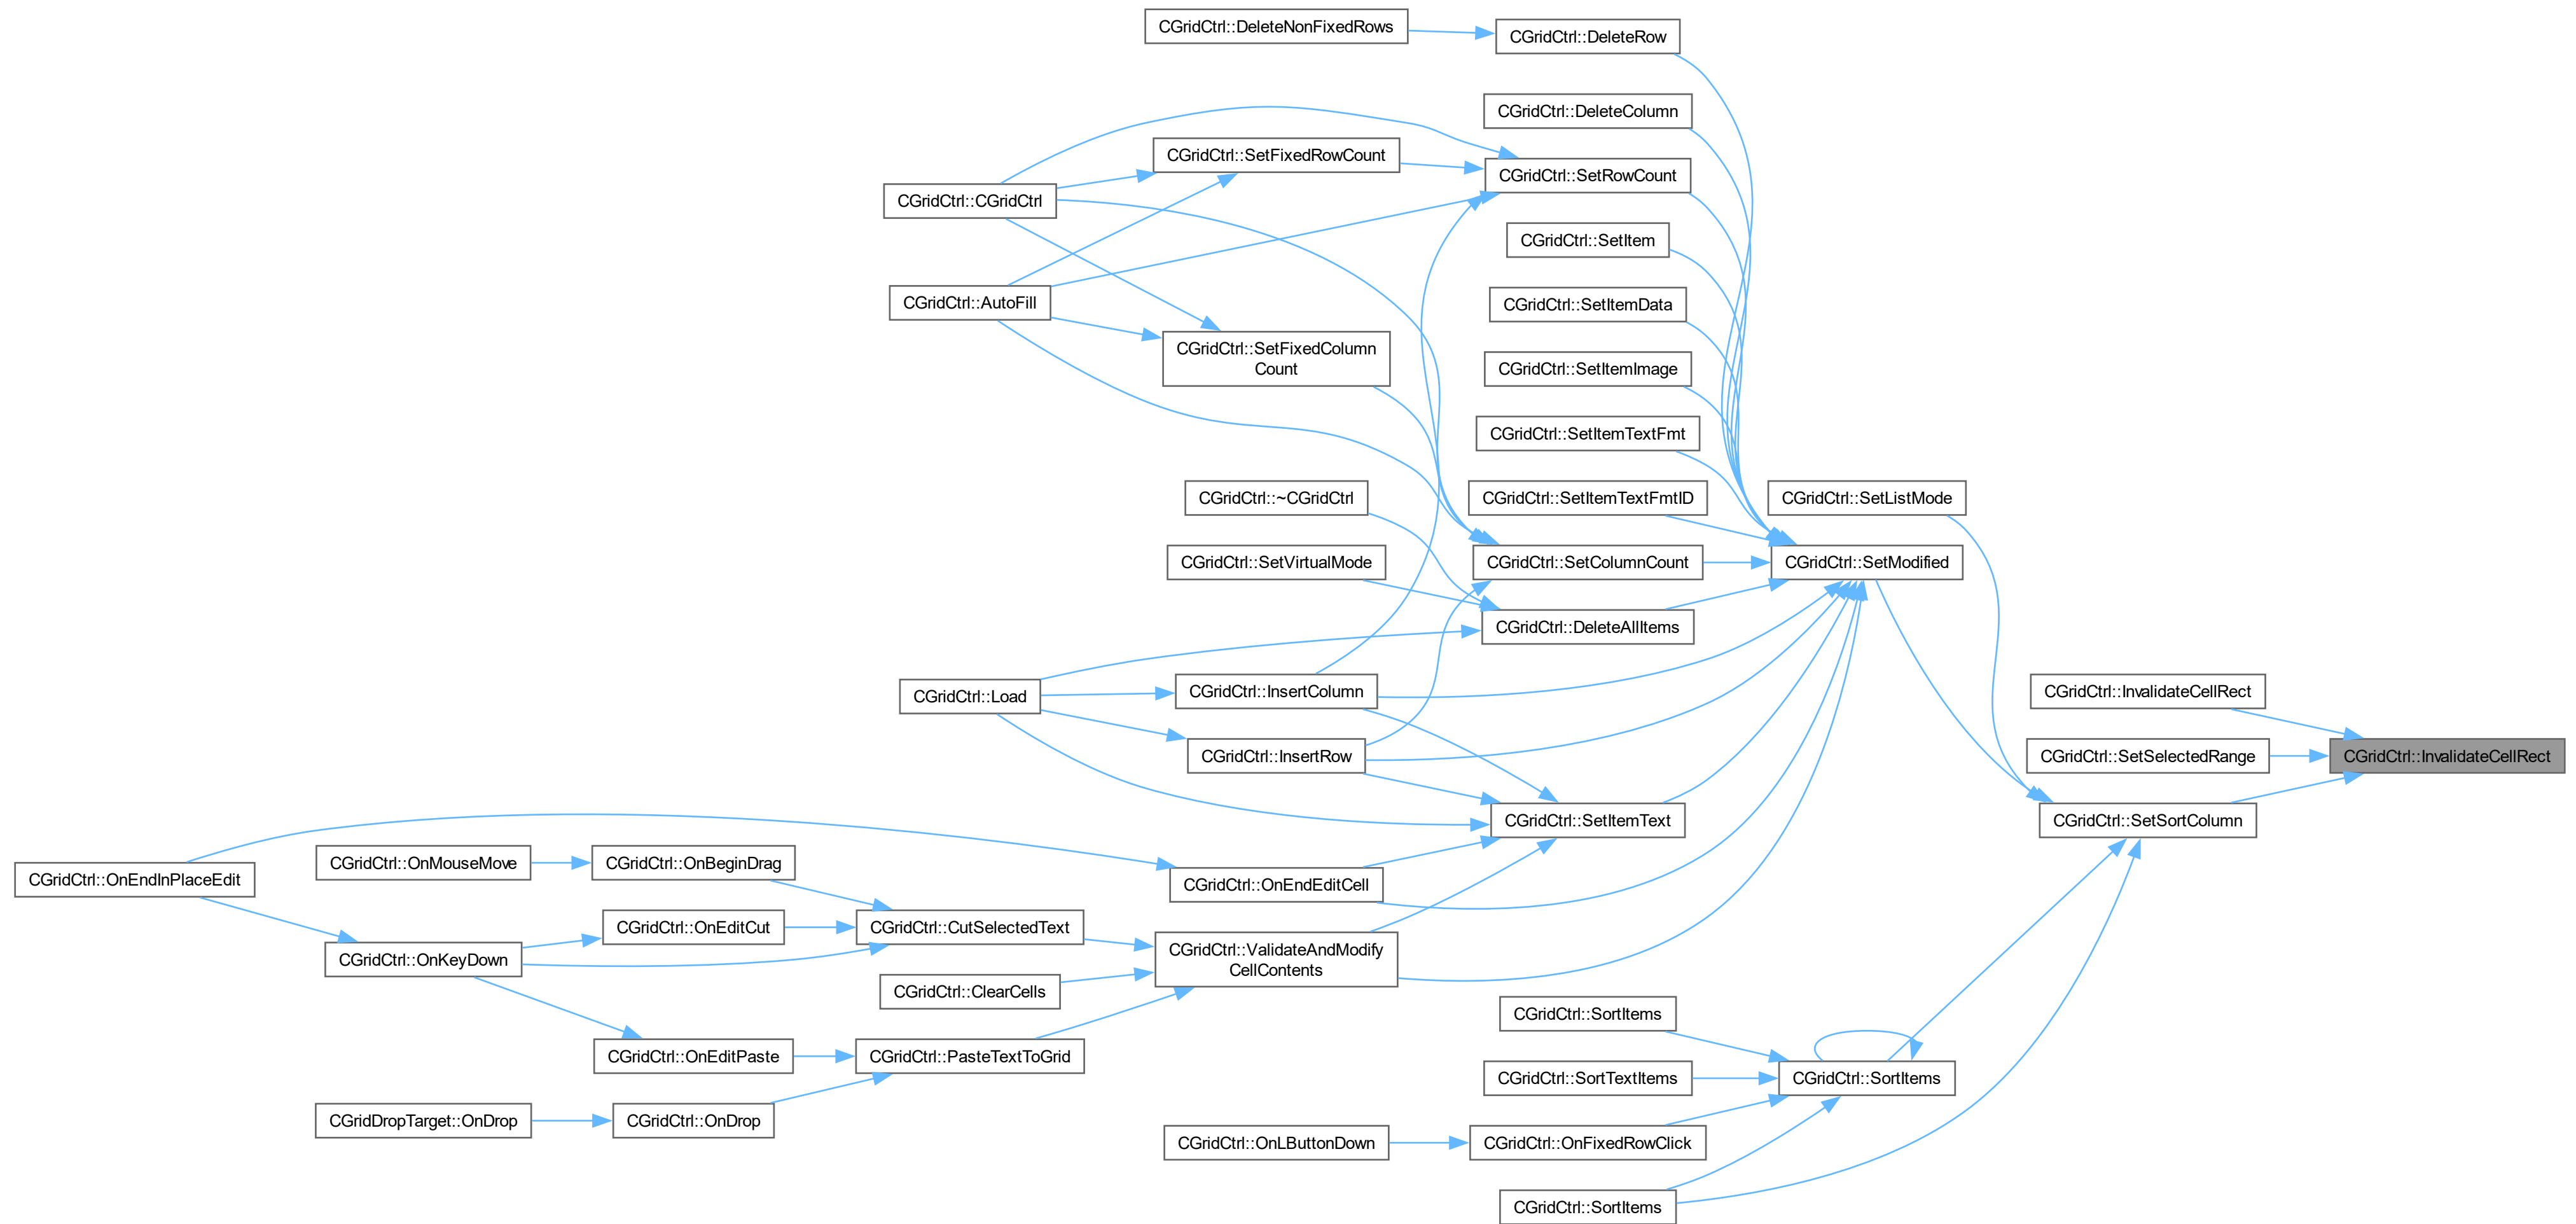 CGridCtrl::DeleteNonFixedRows
CGridCtrl::DeleteRow
CGridCtrl::DeleteColumn
CGridCtrl::SetFixedRowCount
CGridCtrl::SetRowCount
CGridCtrl::CGridCtrl
CGridCtrl::SetItem
CGridCtrl::AutoFill
CGridCtrl::SetItemData
CGridCtrl::SetFixedColumn
Count
CGridCtrl::SetItemImage
CGridCtrl::SetItemTextFmt
CGridCtrl::~CGridCtrl
CGridCtrl::SetItemTextFmtID
CGridCtrl::SetListMode
CGridCtrl::SetVirtualMode
CGridCtrl::SetColumnCount
CGridCtrl::SetModified
CGridCtrl::DeleteAllItems
CGridCtrl::Load
CGridCtrl::InsertColumn
CGridCtrl::InvalidateCellRect
CGridCtrl::InsertRow
CGridCtrl::SetSelectedRange
CGridCtrl::InvalidateCellRect
CGridCtrl::SetItemText
CGridCtrl::SetSortColumn
CGridCtrl::OnEndInPlaceEdit
CGridCtrl::OnMouseMove
CGridCtrl::OnBeginDrag
CGridCtrl::OnEndEditCell
CGridCtrl::OnEditCut
CGridCtrl::CutSelectedText
CGridCtrl::OnKeyDown
CGridCtrl::ValidateAndModify
CellContents
CGridCtrl::ClearCells
CGridCtrl::SortItems
CGridCtrl::OnEditPaste
CGridCtrl::PasteTextToGrid
CGridCtrl::SortTextItems
CGridCtrl::SortItems
CGridDropTarget::OnDrop
CGridCtrl::OnDrop
CGridCtrl::OnLButtonDown
CGridCtrl::OnFixedRowClick
CGridCtrl::SortItems